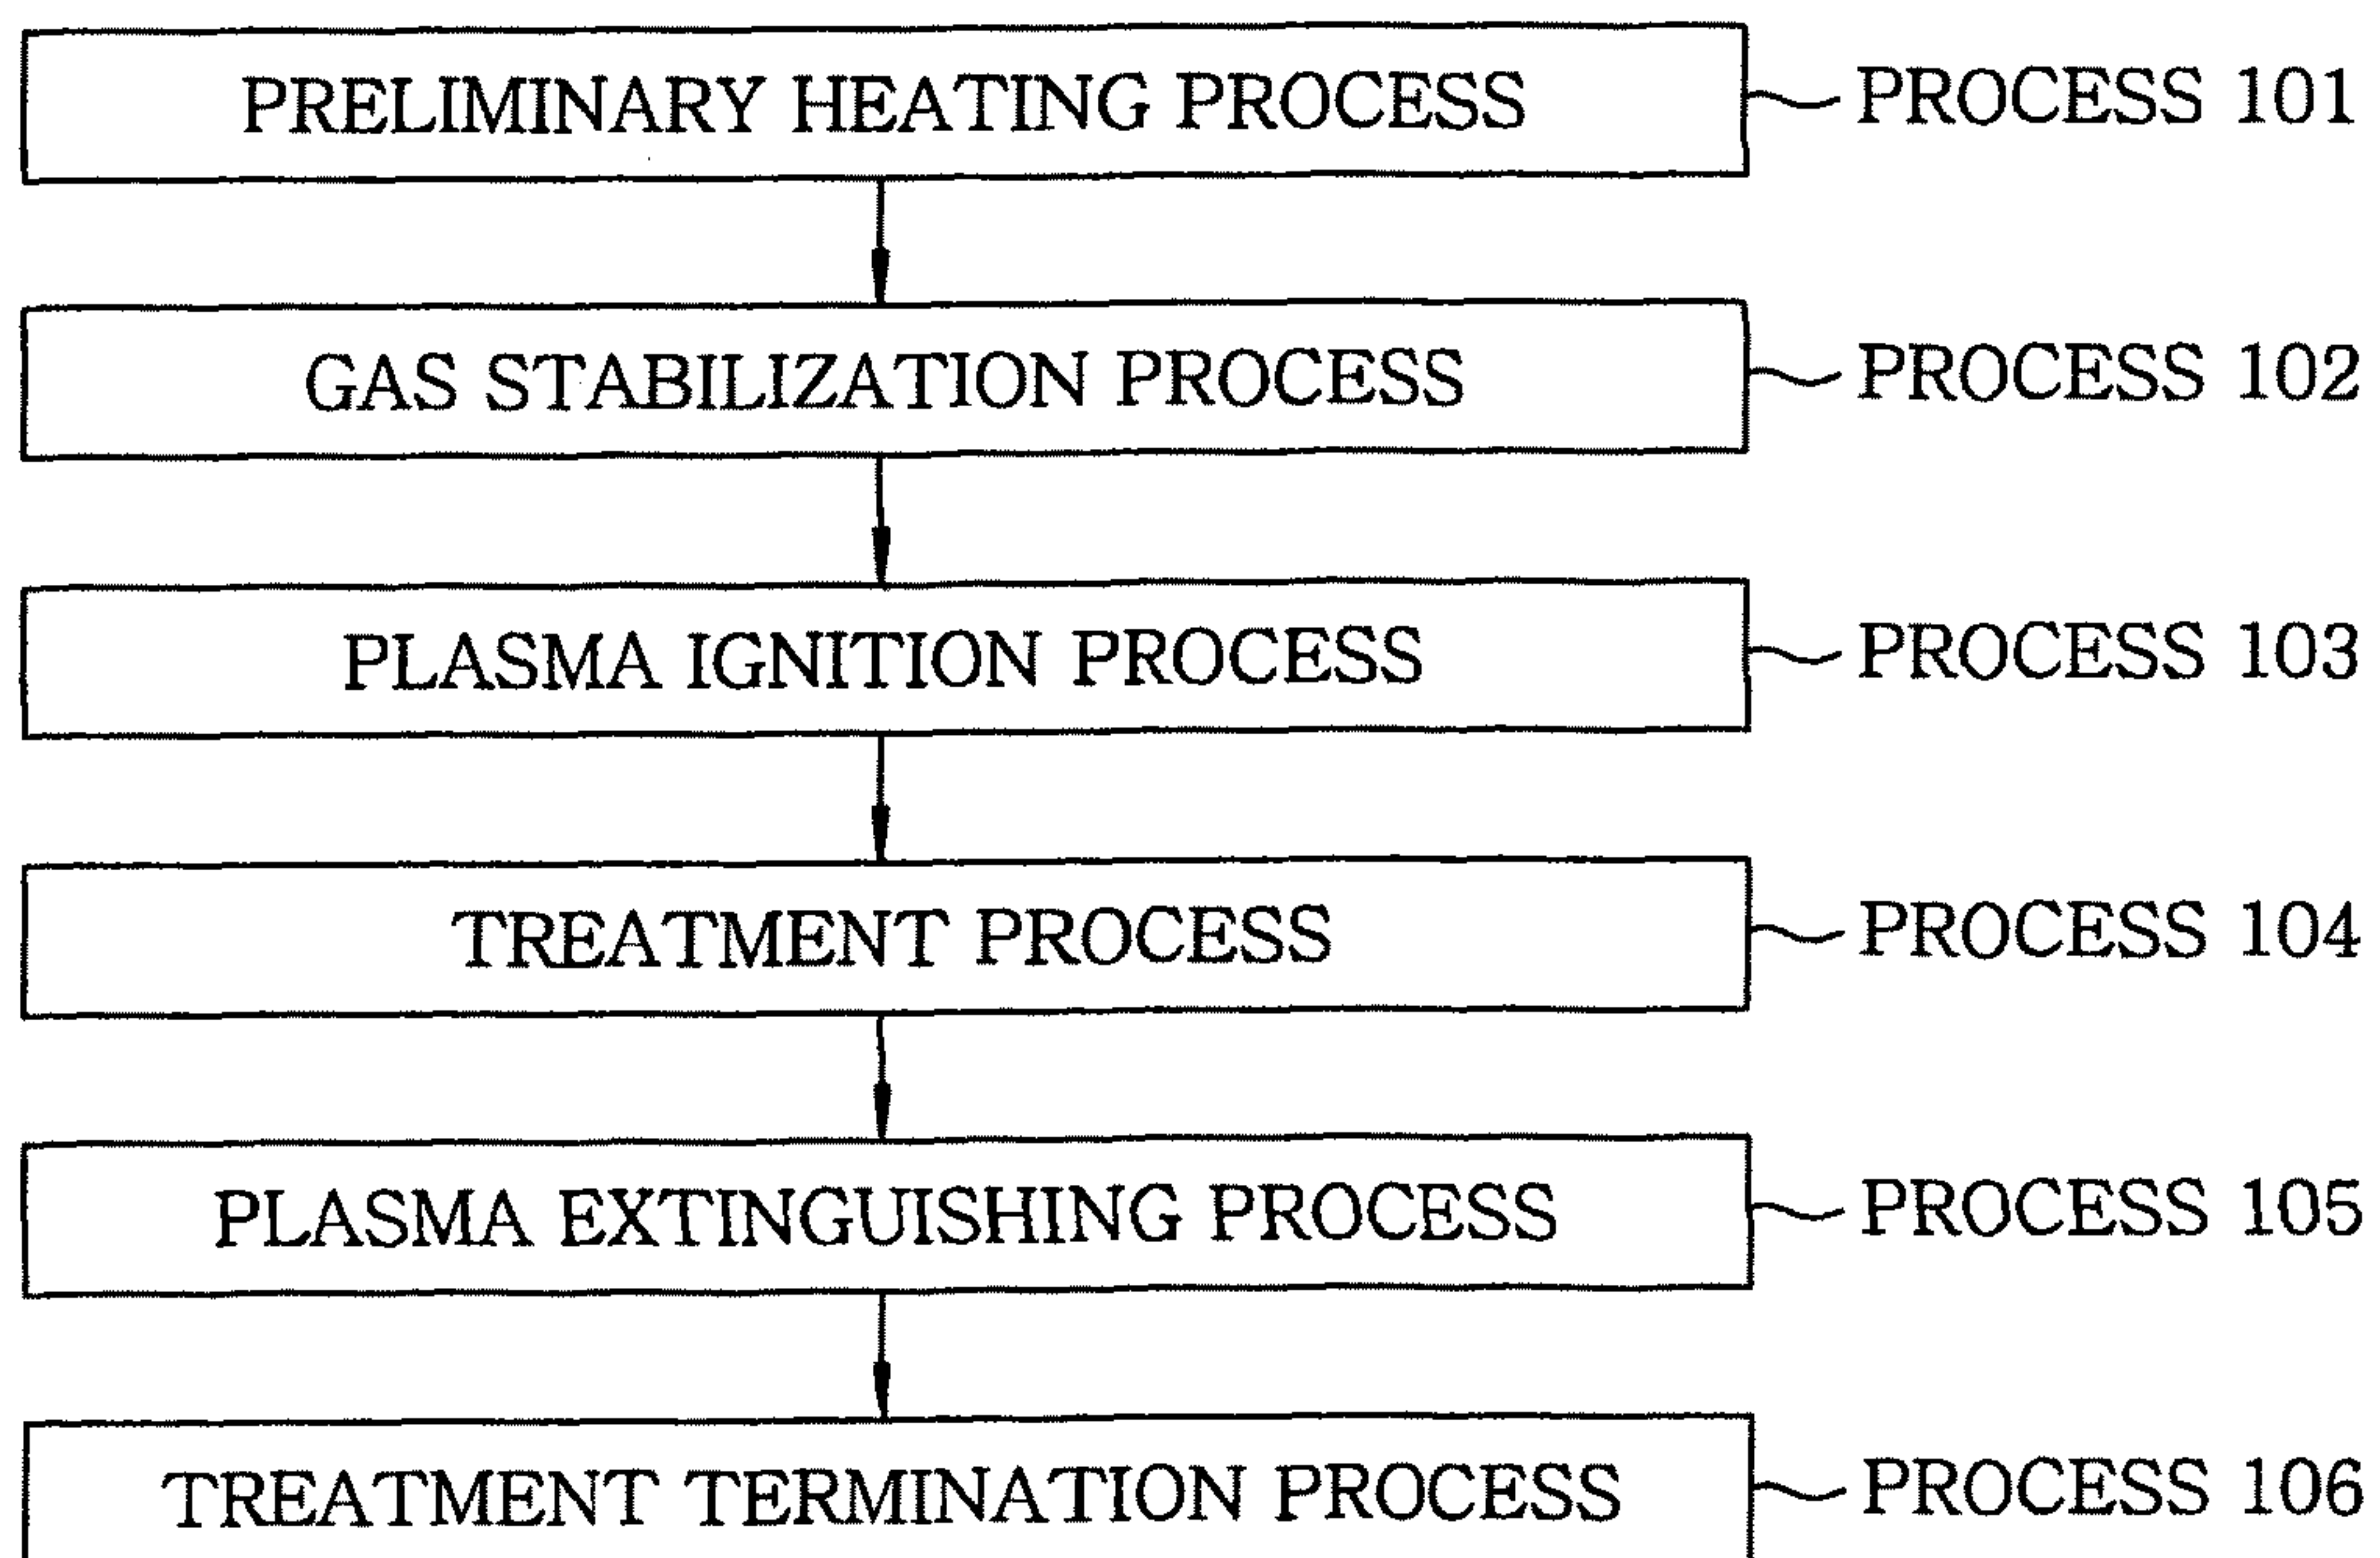 PRELIMINARY HEATING PROCESS PROCESS 101
GAS STABILIZATION PROCESS PROCESS 102
PLASMA IGNITION PROCESS PROCESS 103
TREATMENT PROCESS PROCESS 104
PLASMA EXTINGUISHING PROCESS PROCESS 105
TREATMENT TERMINATION PROCESS PROCESS 106